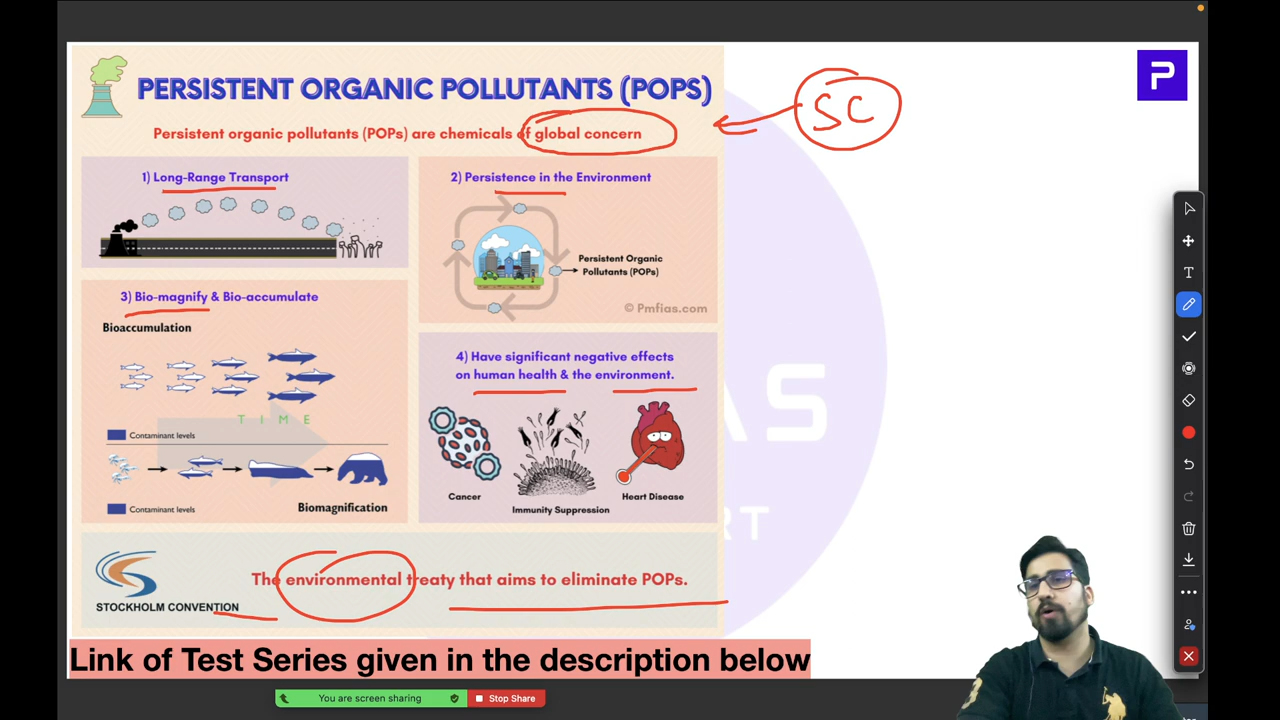 PERSISTENT ORGANIC POLLUTANTS (POPS)
Persistent organic pollutants (POPs) are chemicals of global concern
SC
P
1) Long-Range Transport
2) Persistence in the Environment
Persistent Organic
Pollutants (POPs)
© Pmfias.com
3) Bio-magnify & Bio-accumulate
Bioaccumulation
TIME
Contaminant levels
Contaminant levels
Biomagnification
4) Have significant negative effects
on human health & the environment.
Cancer
Immunity Suppression
Heart Disease
AS
RT
STOCKHOLM CONVENTION
The environmental treaty that aims to eliminate POPs.
Link of Test Series given in the description below
You are screen sharing
Stop Share
T